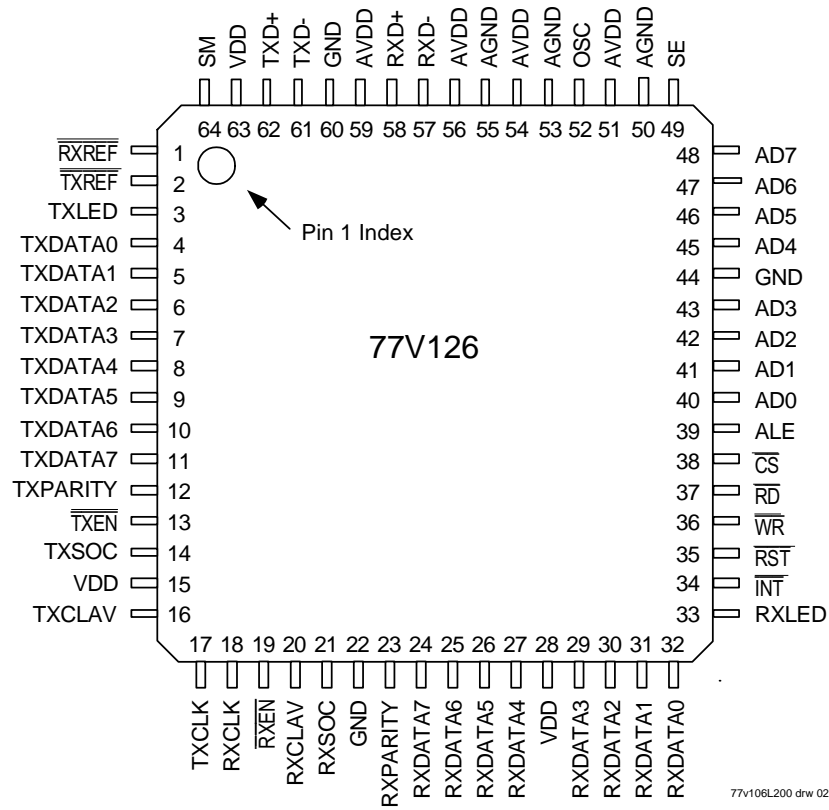 SM VDD TXD+ TXD- GND AVDD RXD+ RXD- AVDD AGND AVDD AGND OSC AVDD AGND SE
64 63 62 61 60 59 58 57 56 55 54 53 52 51 50 49
RXREF 1 48 AD7
TXREF 2 47 AD6
TXLED 3 46 AD5
Pin 1 Index
TXDATA0 4 45 AD4
TXDATA1 5 44 GND
TXDATA2 6 43 AD3
TXDATA3 7 42 AD2
77V126
TXDATA4 8 41 AD1
TXDATA5 9 40 AD0
TXDATA6 10 39 ALE
TXDATA7 11 38 CS
TXPARITY 12 37 RD
TXEN 13 36 WR
TXSOC 14 35 RST
VDD 15 34 INT
TXCLAV 16 33 RXLED
17 18 19 20 21 22 23 24 25 26 27 28 29 30 31 32
TXCLK RXCLK RXEN RXCLAV RXSOC GND RXPARITY RXDATA7 RXDATA6 RXDATA5 RXDATA4 VDD RXDATA3 RXDATA2 RXDATA1 RXDATA0
77v106L200 drw 02